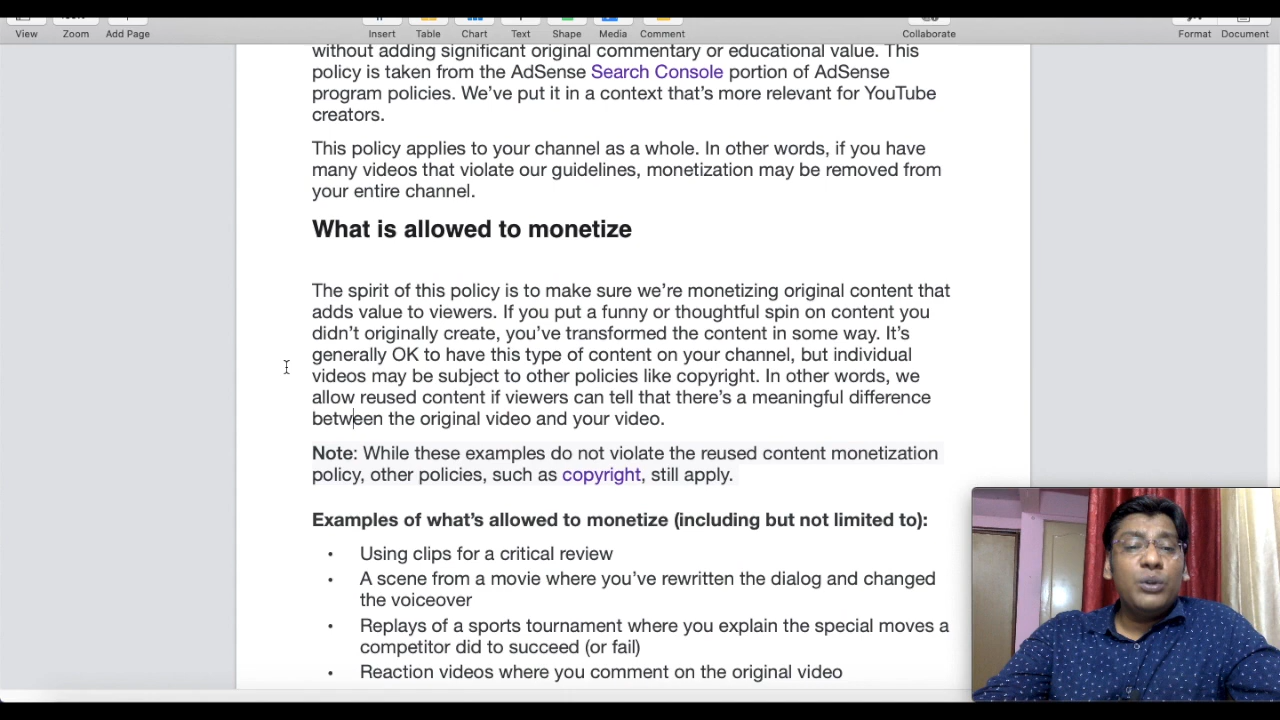 View Zoom Add Page Insert Table Chart Text Shape Media Comment Collaborate Format Document
without adding significant original commentary or educational value. This
policy is taken from the AdSense Search Console portion of AdSense
program policies. We’ve put it in a context that’s more relevant for YouTube
creators.
This policy applies to your channel as a whole. In other words, if you have
many videos that violate our guidelines, monetization may be removed from
your entire channel.
What is allowed to monetize
The spirit of this policy is to make sure we’re monetizing original content that
adds value to viewers. If you put a funny or thoughtful spin on content you
didn’t originally create, you’ve transformed the content in some way. It’s
generally OK to have this type of content on your channel, but individual
videos may be subject to other policies like copyright. In other words, we
allow reused content if viewers can tell that there’s a meaningful difference
between the original video and your video.
Note: While these examples do not violate the reused content monetization
policy, other policies, such as copyright, still apply.
Examples of what’s allowed to monetize (including but not limited to):
• Using clips for a critical review
• A scene from a movie where you’ve rewritten the dialog and changed
the voiceover
• Replays of a sports tournament where you explain the special moves a
competitor did to succeed (or fail)
• Reaction videos where you comment on the original video